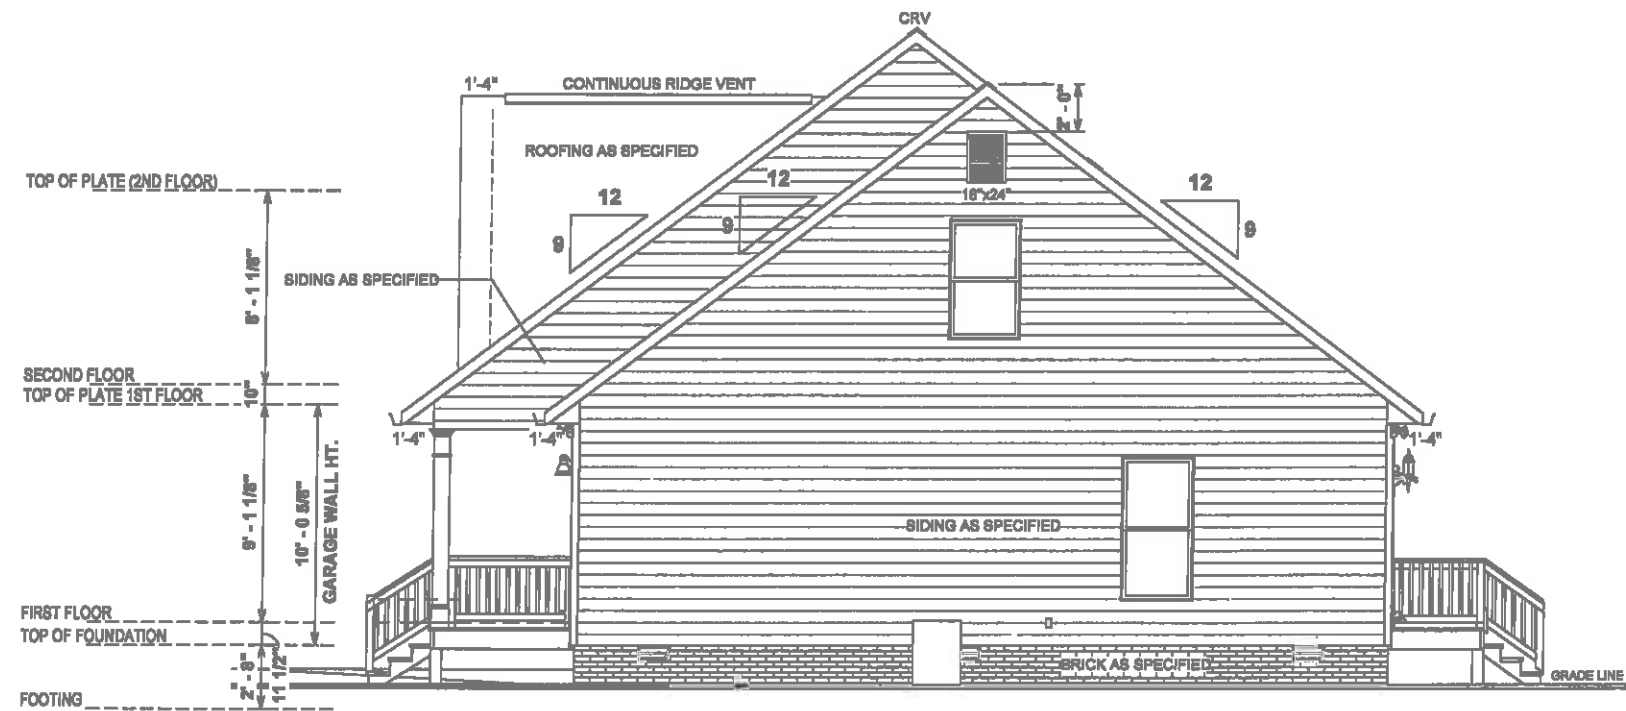 CRV
1'-4"
CONTINUOUS RIDGE VENT
2' - 0"
ROOFING AS SPECIFIED
TOP OF PLATE (2ND FLOOR)
12
12
12
18"x24"
9
9
9
SIDING AS SPECIFIED
8' - 1 1/8"
SECOND FLOOR
TOP OF PLATE 1ST FLOOR
10"
1'-4"
1'-4"
1'-4"
9' - 1 1/8"
10' - 0 5/8"
GARAGE WALL HT.
SIDING AS SPECIFIED
FIRST FLOOR
TOP OF FOUNDATION
2' - 8"
11 1/2"
BRICK AS SPECIFIED
GRADE LINE
FOOTING